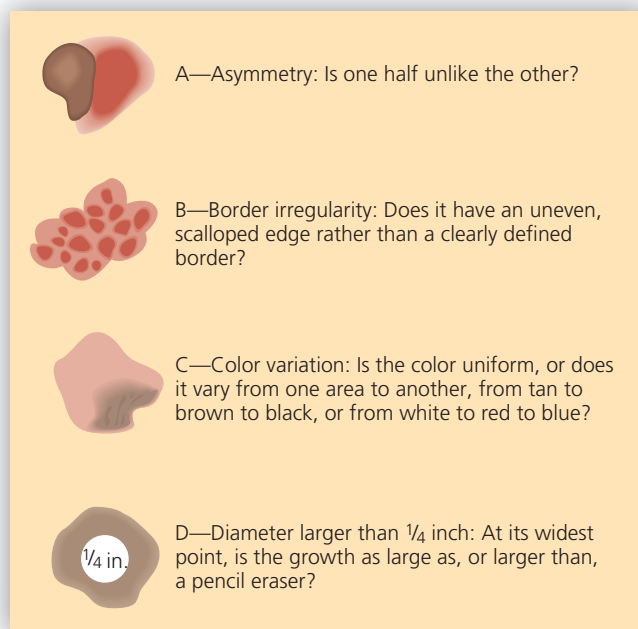 A—Asymmetry: Is one half unlike the other?
B—Border irregularity: Does it have an uneven,
scalloped edge rather than a clearly defined
border?
C—Color variation: Is the color uniform, or does
it vary from one area to another, from tan to
brown to black, or from white to red to blue?
1/4 in.
D—Diameter larger than 1/4 inch: At its widest
point, is the growth as large as, or larger than,
a pencil eraser?